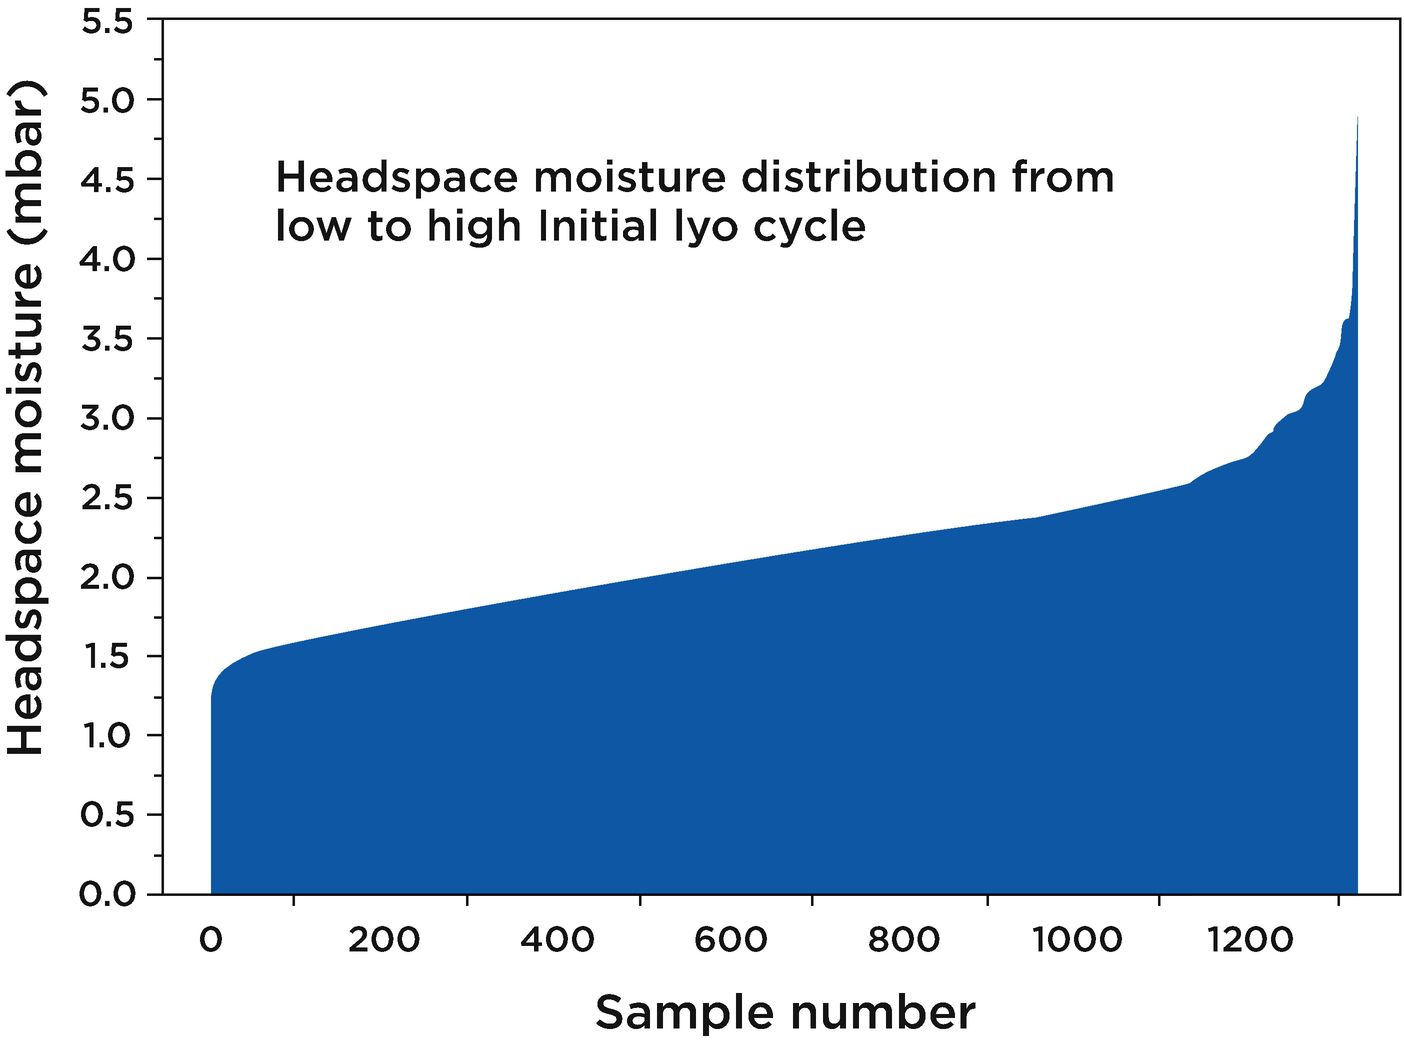 5.5
5.0
4.5
4.0
3.5
3.0
2.5
2.0
1.5
1.0
0.5
0.0
Headspace moisture (mbar)
Headspace moisture distribution from
low to high Initial lyo cycle
0 200 400 600 800 1000 1200
Sample number